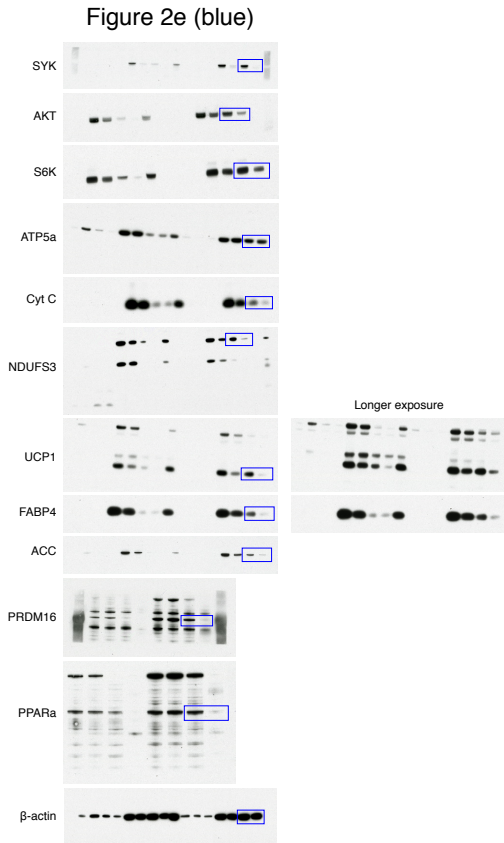 Figure 2e (blue)
SYK
AKT
S6K
ATP5a
Cyt C
NDUFS3
Longer exposure
UCP1
FABP4
ACC
PRDM16
PPARa
β-actin